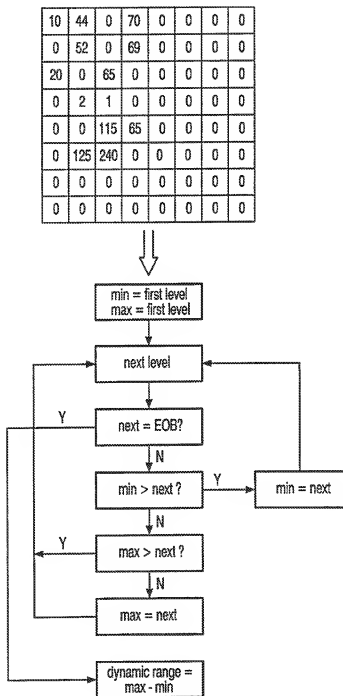 10 44 0 70 0 0 0 0
0 52 0 69 0 0 0 0
20 0 65 0 0 0 0 0
0 2 1 0 0 0 0 0
0 0 115 65 0 0 0 0
0 125 240 0 0 0 0 0
0 0 0 0 0 0 0 0
0 0 0 0 0 0 0 0
min = first level
max = first level
next level
Y
next = EOB?
N
min > next ?
Y
min = next
N
Y
max > next ?
N
max = next
dynamic range =
max - min